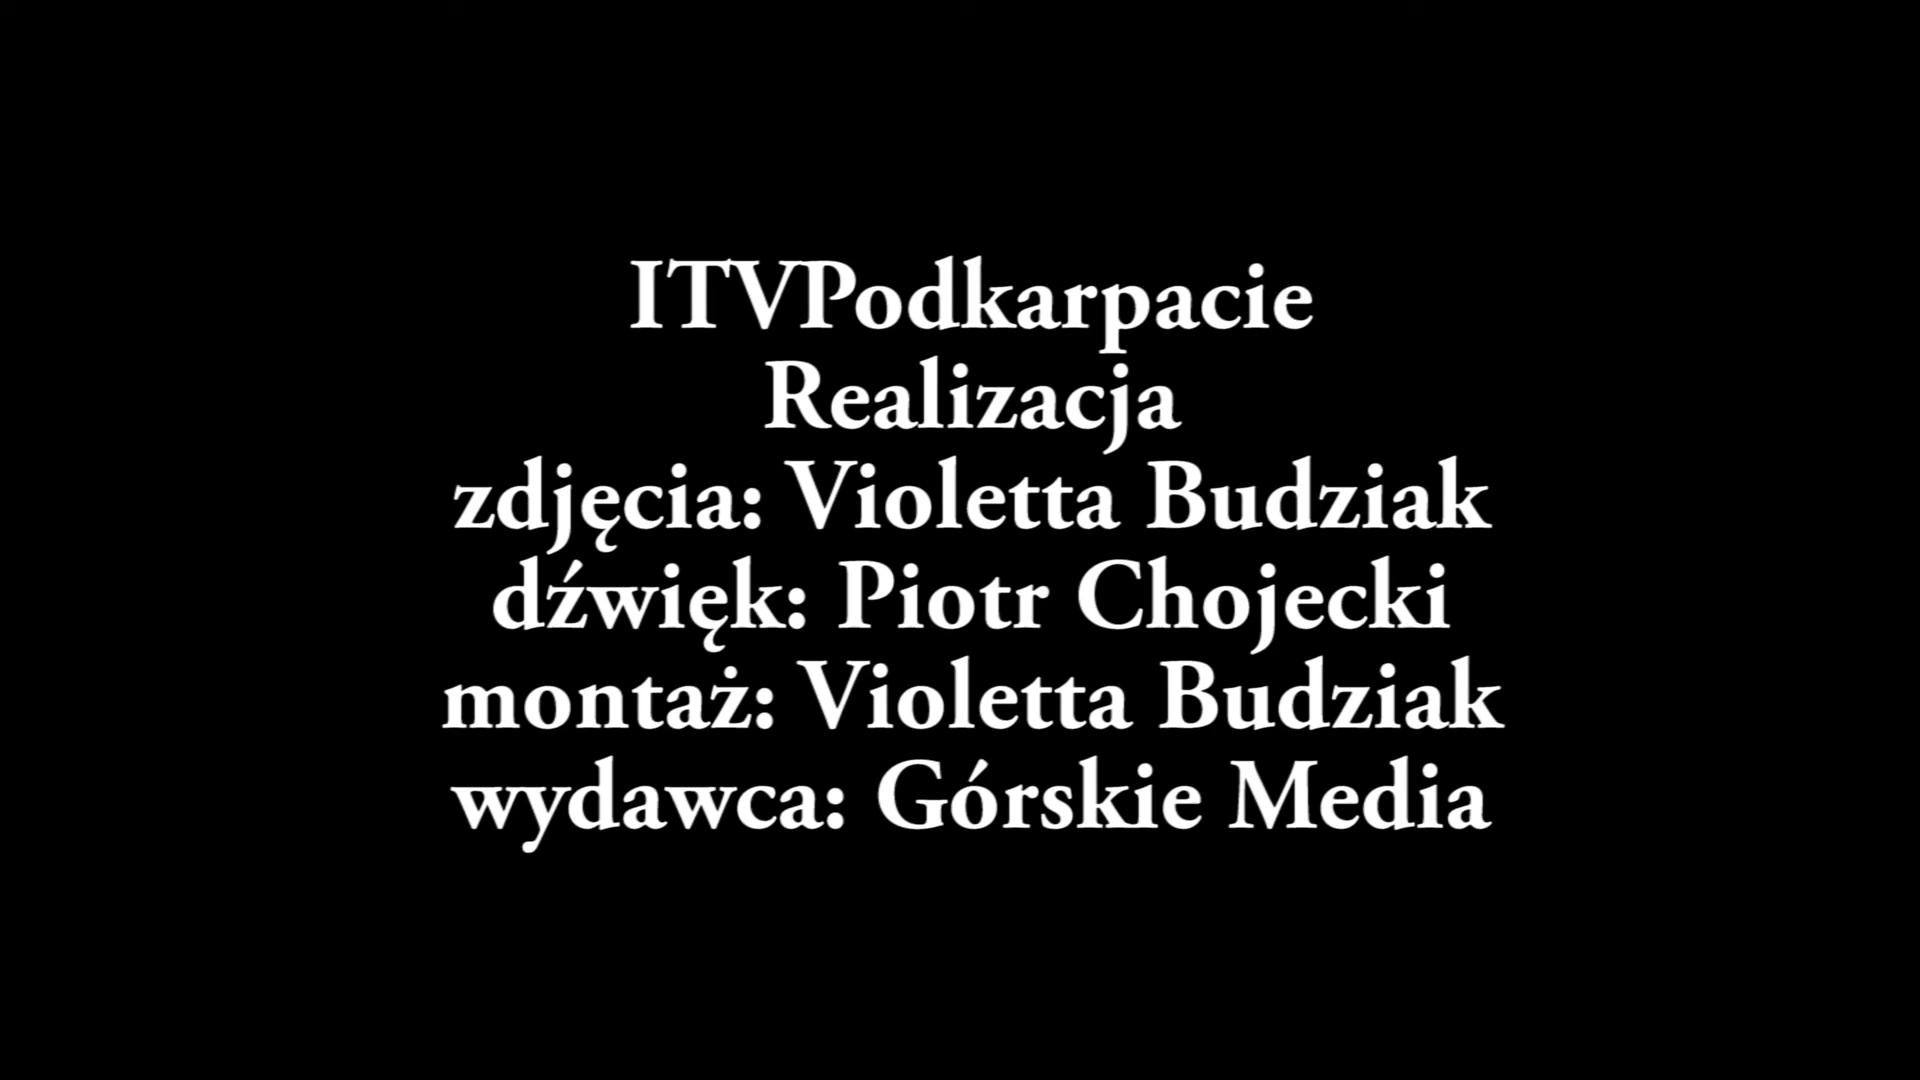 ITVPodkarpacie
Realizacja
zdjęcia: Violetta Budziak
dźwięk: Piotr Chojecki
montaż: Violetta Budziak
wydawca: Górskie Media